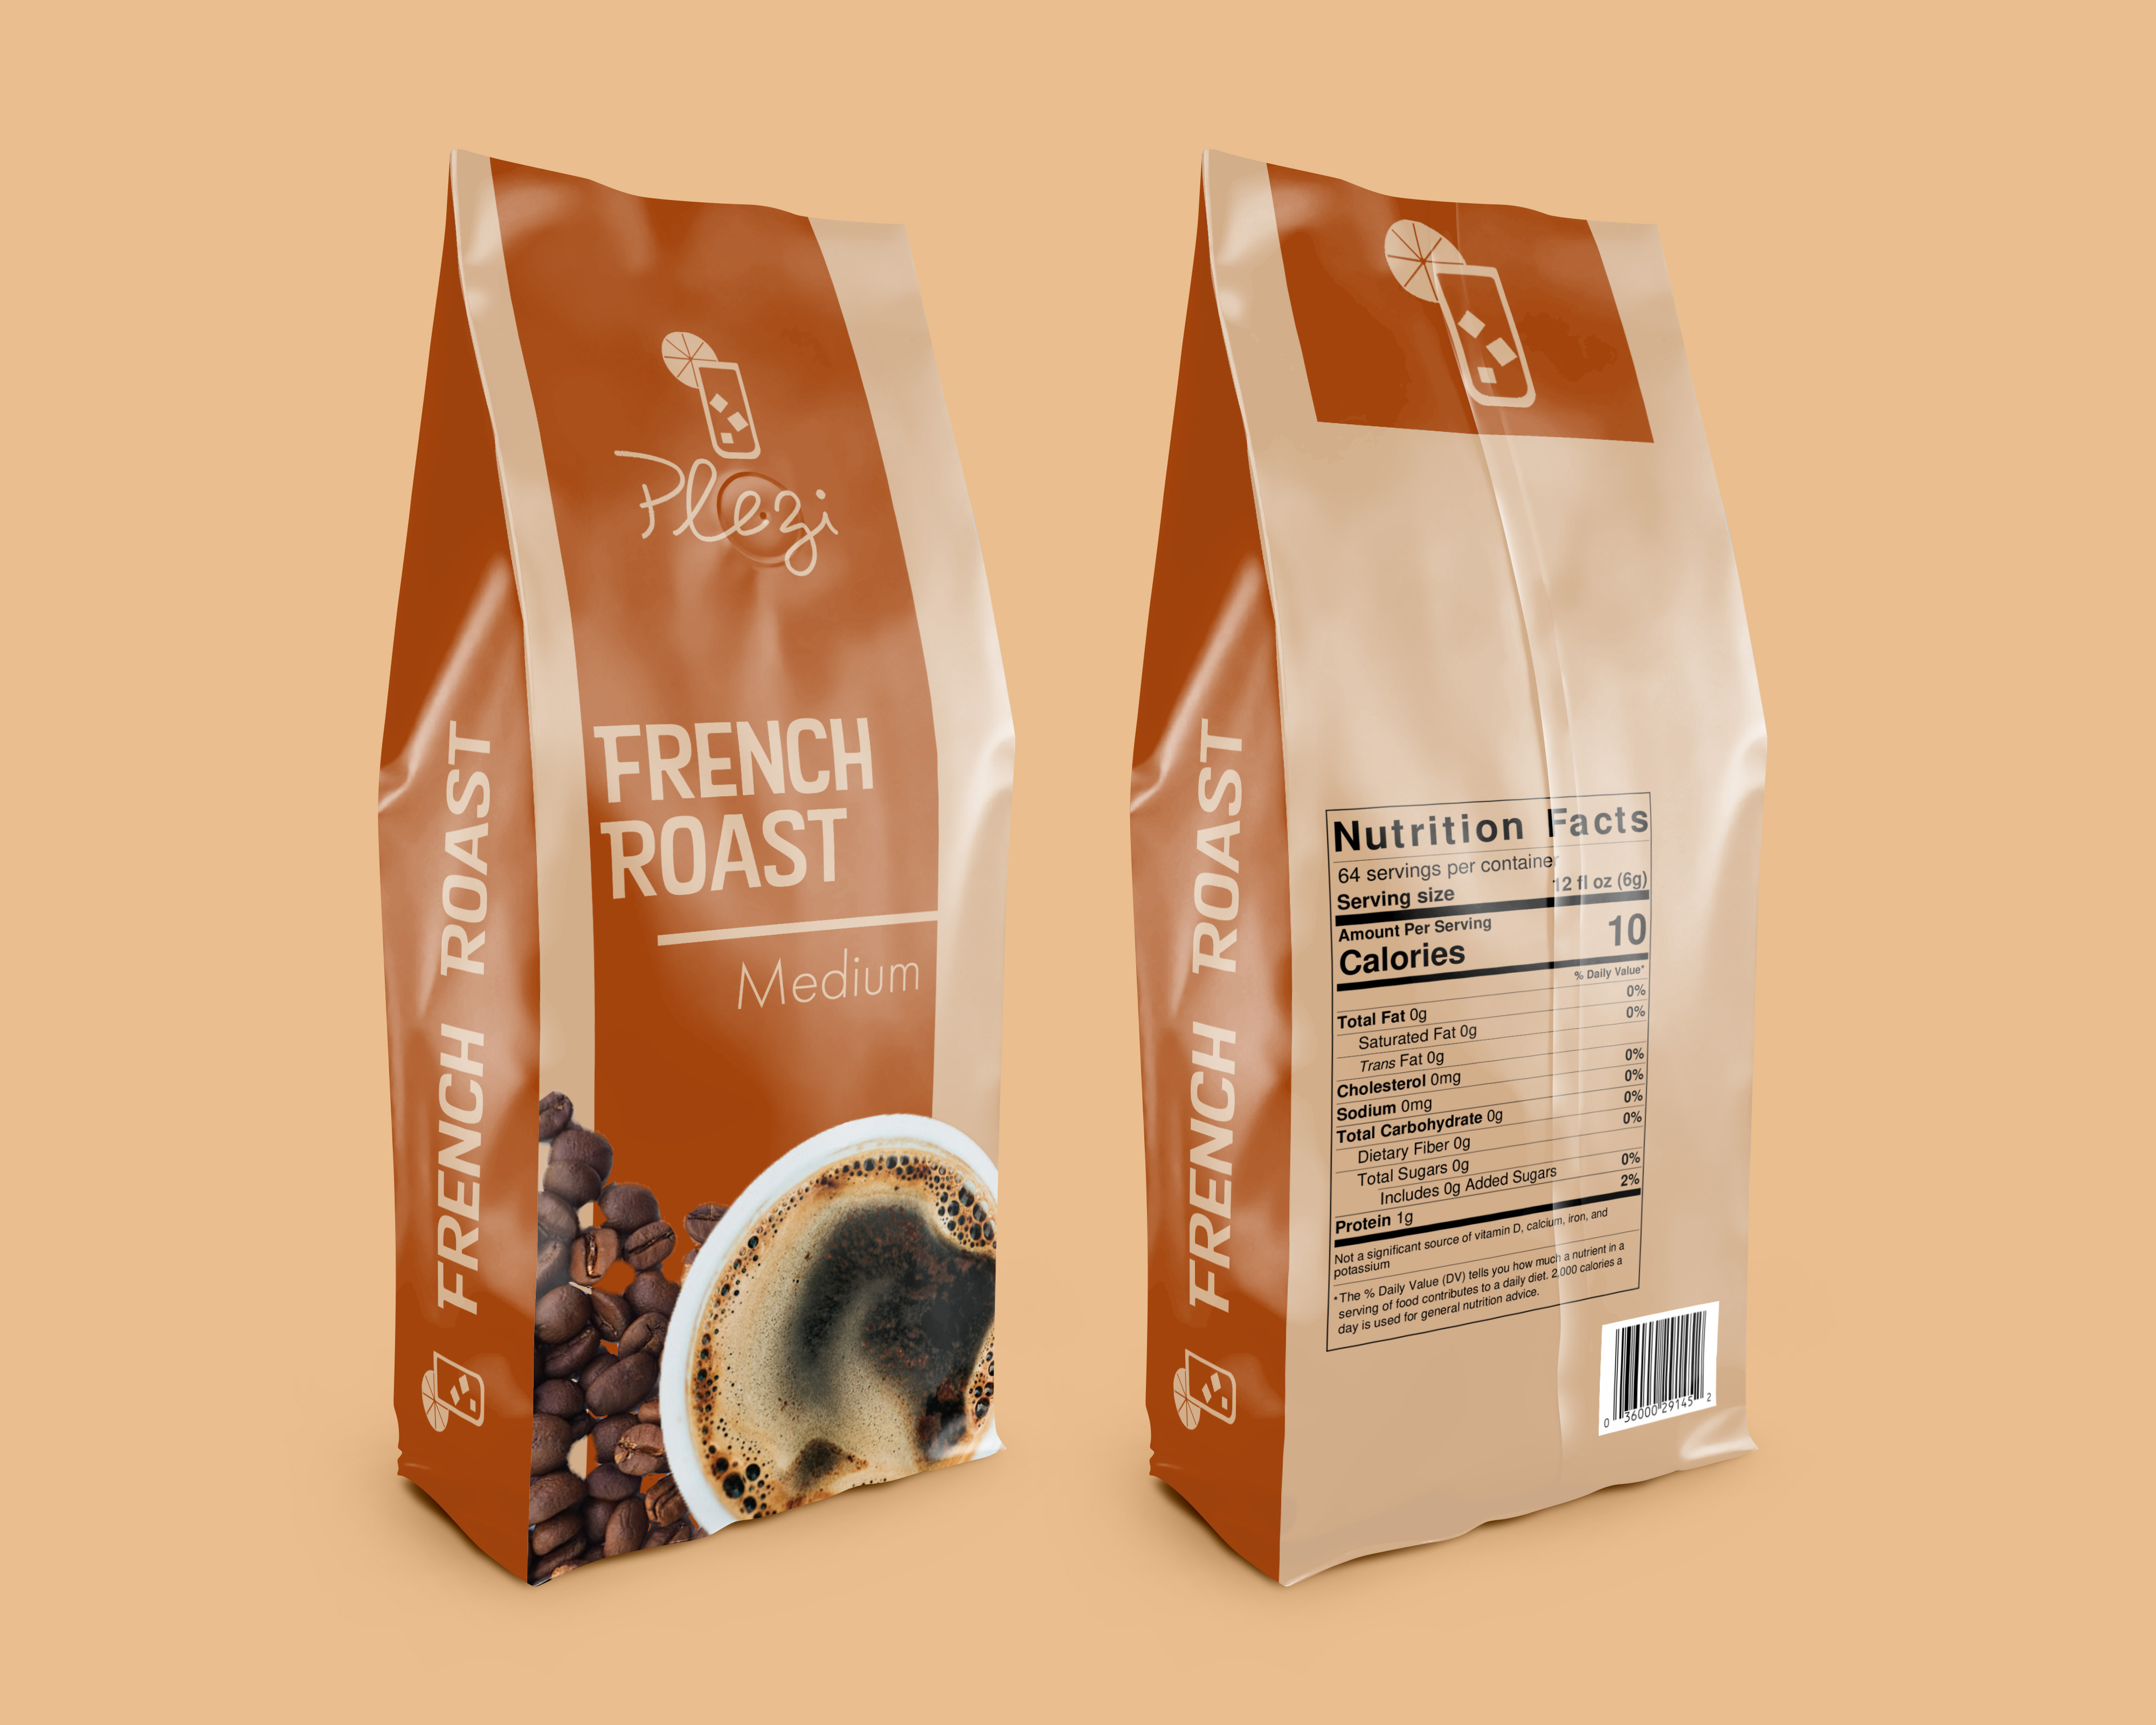 Plezi
FRENCH
ROAST
Medium
FRENCH ROAST
FRENCH ROAST
Nutrition Facts
64 servings per container
Serving size 12 fl oz (6g)
Amount Per Serving
Calories 10
% Daily Value*
0%
Total Fat 0g 0%
Saturated Fat 0g
Trans Fat 0g 0%
Cholesterol 0mg 0%
Sodium 0mg 0%
Total Carbohydrate 0g 0%
Dietary Fiber 0g
Total Sugars 0g 0%
Includes 0g Added Sugars 2%
Protein 1g
Not a significant source of vitamin D, calcium, iron, and
potassium
*The % Daily Value (DV) tells you how much a nutrient in a
serving of food contributes to a daily diet. 2,000 calories a
day is used for general nutrition advice.
0 36000 29145 2